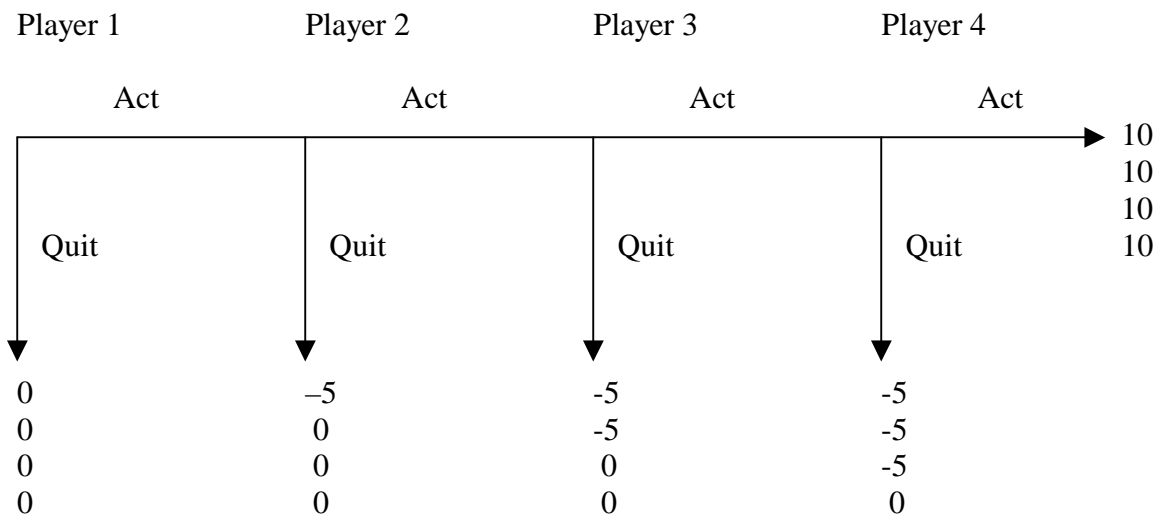 Player 1 Player 2 Player 3 Player 4
Act Act Act Act
10
10
10
Quit Quit Quit Quit 10
0 –5 -5 -5
0 0 -5 -5
0 0 0 -5
0 0 0 0